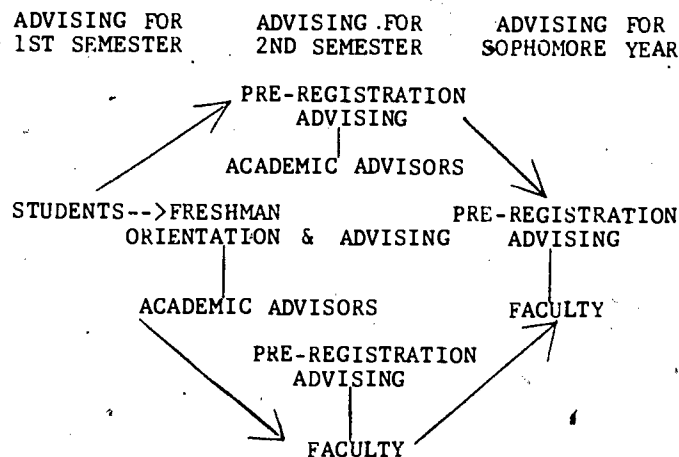 ADVISING FOR ADVISING FOR ADVISING FOR
1ST SEMESTER 2ND SEMESTER SOPHOMORE YEAR
PRE-REGISTRATION
ADVISING
ACADEMIC ADVISORS
STUDENTS-->FRESHMAN PRE-REGISTRATION
ORIENTATION & ADVISING ADVISING
ACADEMIC ADVISORS FACULTY
PRE-REGISTRATION
ADVISING
FACULTY